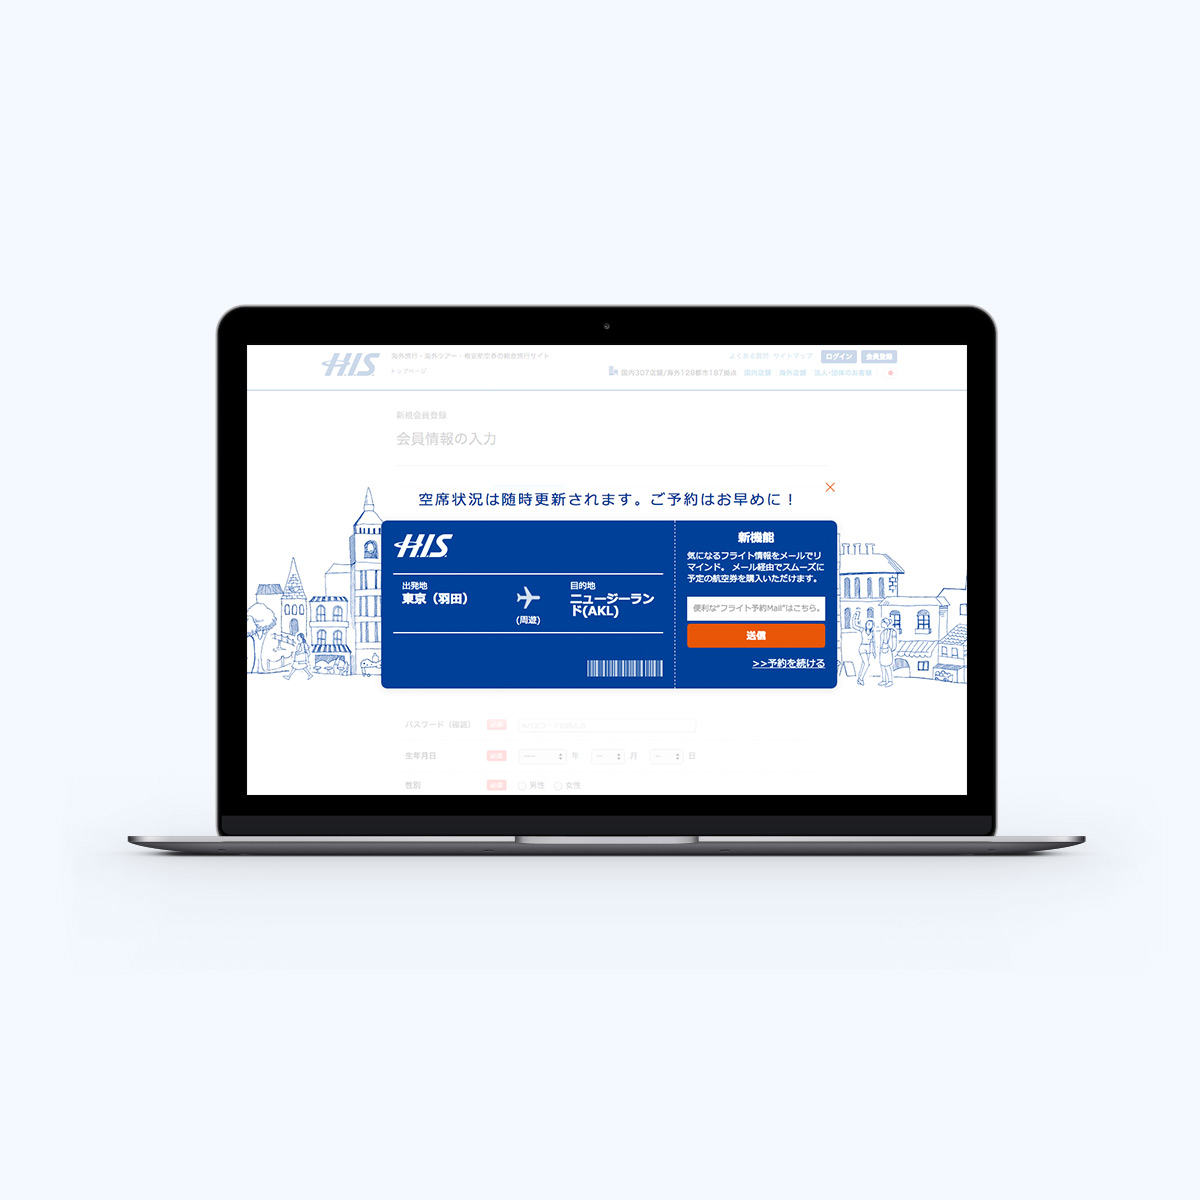 H.I.S.
海外旅行・海外ツアー・格安航空券の総合旅行サイト
トップページ
よくある質問 サイトマップ ログイン 会員登録
国内307店舗/海外128都市187拠点 国内店舗 海外店舗 法人・団体のお客様
新規会員登録
会員情報の入力
空席状況は随時更新されます。ご予約はお早めに！
H.I.S.
出発地
東京（羽田）
(周遊)
目的地
ニュージーラン
ド(AKL)
新機能
気になるフライト情報をメールでリ
マインド。 メール経由でスムーズに
予定の航空券を購入いただけます。
便利な“フライト予約Mail”はこちら。
送信
>>予約を続ける
パスワード（確認） 必須
生年月日 必須 年 月 日
性別 必須 男性 女性